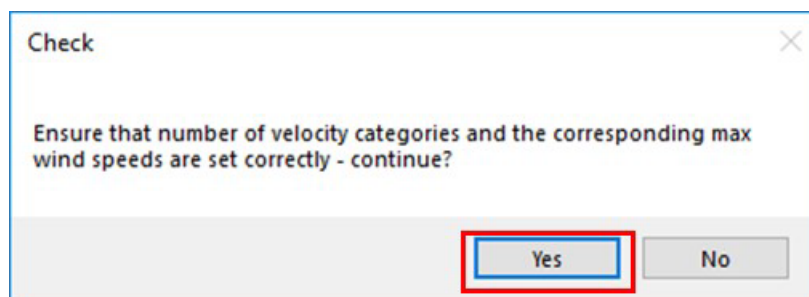 Check
Ensure that number of velocity categories and the corresponding max
wind speeds are set correctly - continue?
Yes
No